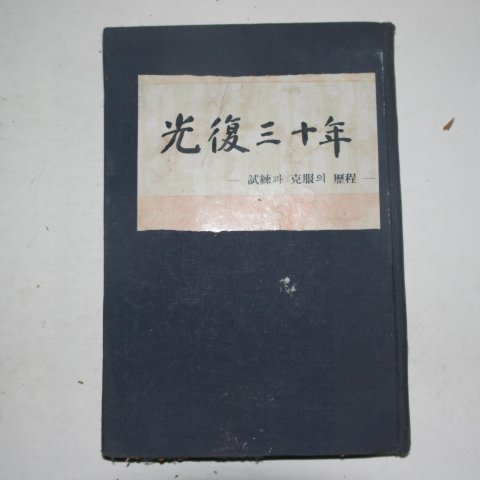 光復三十年
— 試練과 克服의 歷程 —